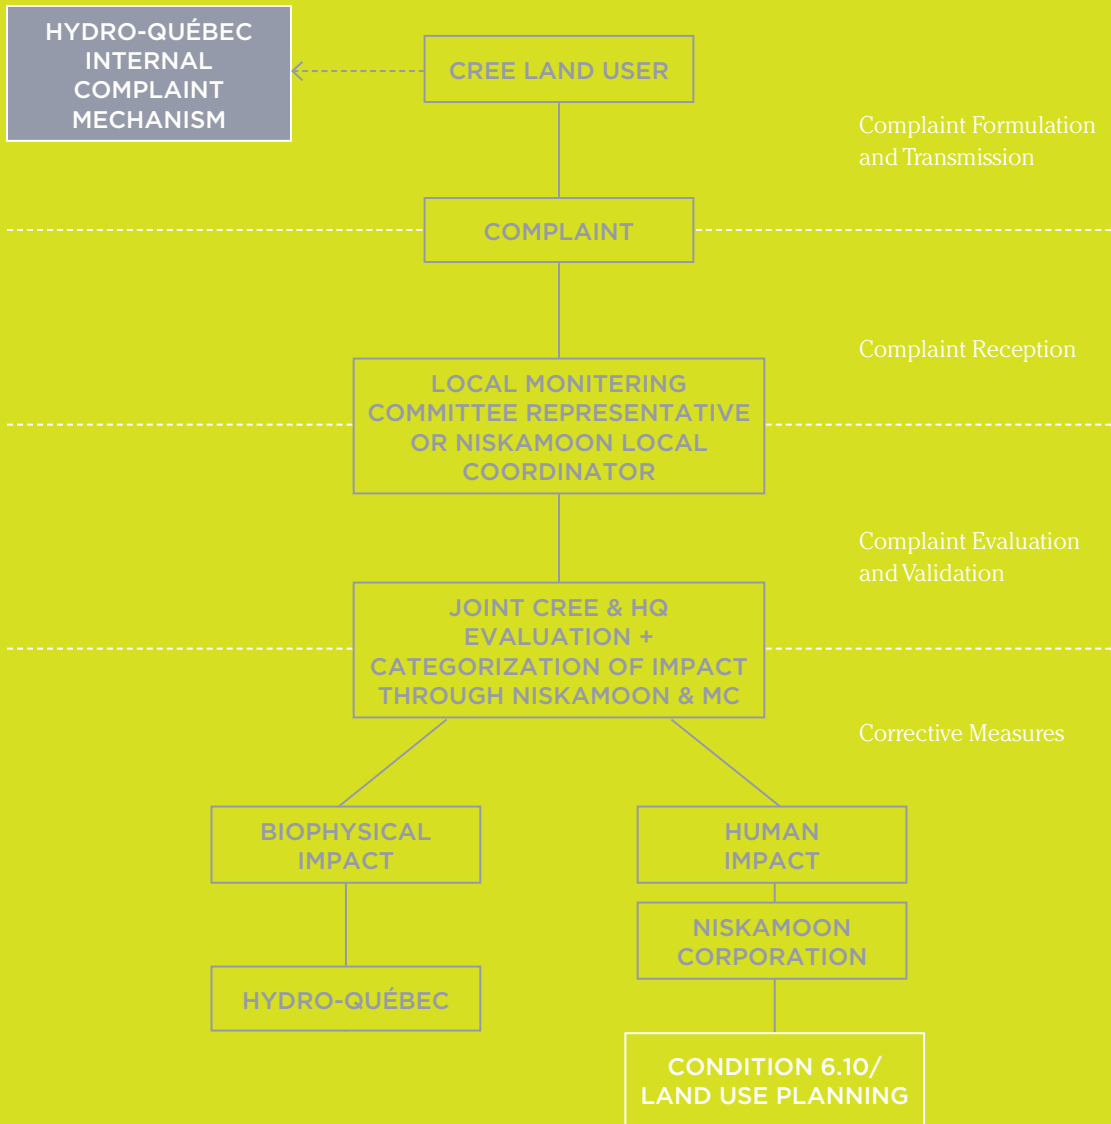 HYDRO-QUÉBEC
INTERNAL
COMPLAINT
MECHANISM
CREE LAND USER
Complaint Formulation
and Transmission
COMPLAINT
Complaint Reception
LOCAL MONITERING
COMMITTEE REPRESENTATIVE
OR NISKAMOON LOCAL
COORDINATOR
Complaint Evaluation
and Validation
JOINT CREE & HQ
EVALUATION +
CATEGORIZATION OF IMPACT
THROUGH NISKAMOON & MC
Corrective Measures
BIOPHYSICAL
IMPACT
HUMAN
IMPACT
NISKAMOON
CORPORATION
HYDRO-QUÉBEC
CONDITION 6.10/
LAND USE PLANNING